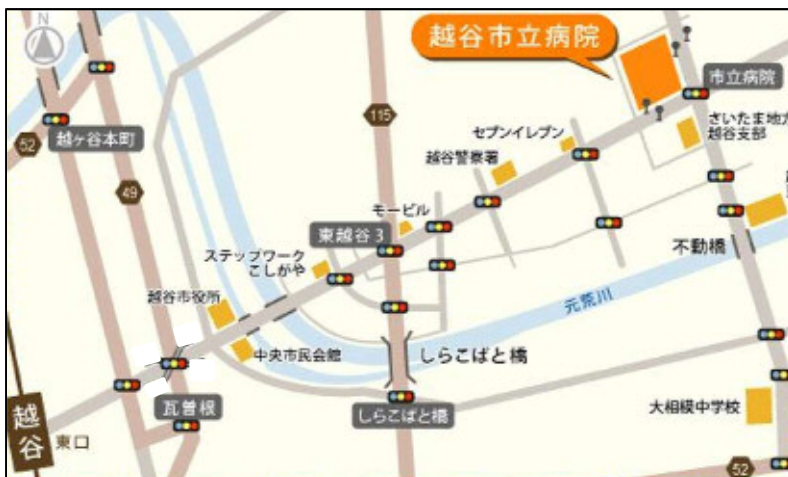 N
越谷市立病院
市立病院
越ヶ谷本町
52
115
セブンイレブン
さいたま地方
越谷支部
越谷警察署
49
モービル
東越谷3
ステップワーク
こしがや
不動橋
越谷市役所
元荒川
中央市民会館
しらこばと橋
瓦曽根
しらこばと橋
大相模中学校
越谷
東口
52